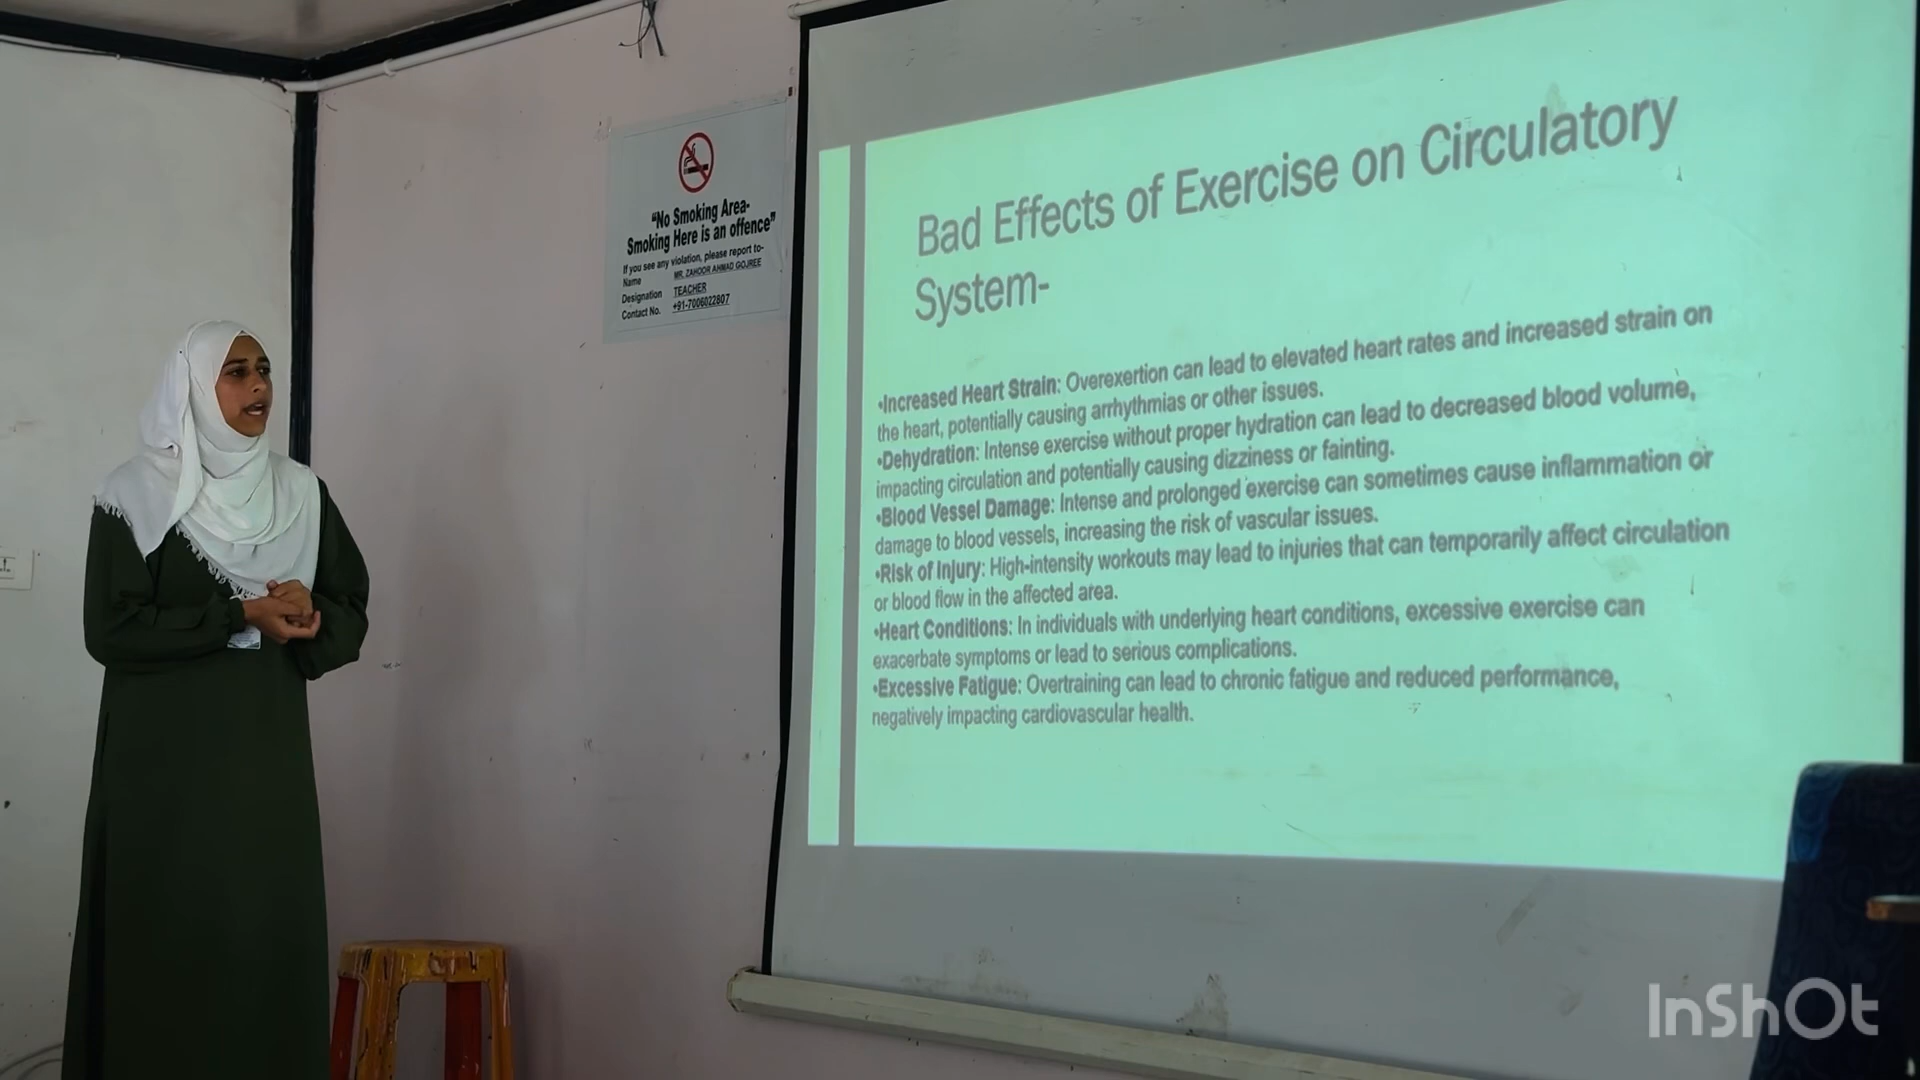 "No Smoking Area-
Smoking Here is an offence"
If you see any violation, please report to-
Name MR. ZAHOOR AHMAD GOJREE
Designation TEACHER
Contact No. +91-7006022807
Bad Effects of Exercise on Circulatory
System-
•Increased Heart Strain: Overexertion can lead to elevated heart rates and increased strain on
the heart, potentially causing arrhythmias or other issues.
•Dehydration: Intense exercise without proper hydration can lead to decreased blood volume,
impacting circulation and potentially causing dizziness or fainting.
•Blood Vessel Damage: Intense and prolonged exercise can sometimes cause inflammation or
damage to blood vessels, increasing the risk of vascular issues.
•Risk of Injury: High-intensity workouts may lead to injuries that can temporarily affect circulation
or blood flow in the affected area.
•Heart Conditions: In individuals with underlying heart conditions, excessive exercise can
exacerbate symptoms or lead to serious complications.
•Excessive Fatigue: Overtraining can lead to chronic fatigue and reduced performance,
negatively impacting cardiovascular health.
InShOt